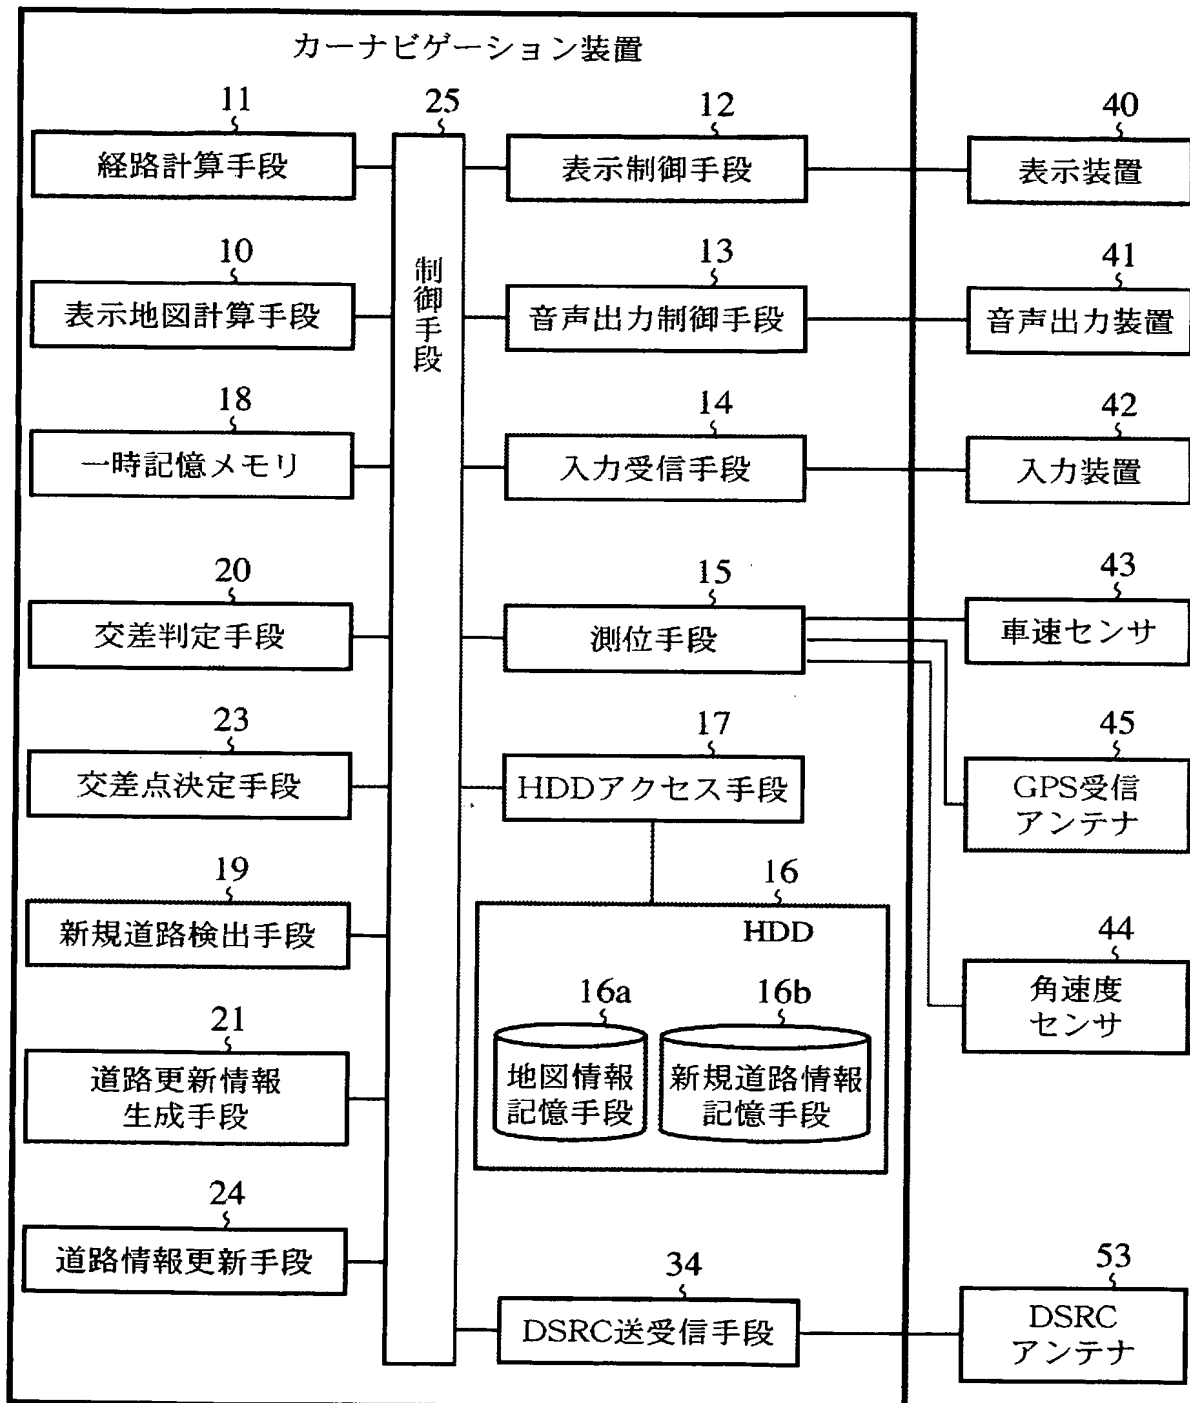 カーナビゲーション装置
11
25
12
40
経路計算手段
表示制御手段
表示装置
10
制御手段
13
41
表示地図計算手段
音声出力制御手段
音声出力装置
18
14
42
一時記憶メモリ
入力受信手段
入力装置
20
15
43
交差判定手段
測位手段
車速センサ
23
17
45
交差点決定手段
HDDアクセス手段
GPS受信
アンテナ
19
16
新規道路検出手段
HDD
44
角速度
センサ
16a
16b
21
道路更新情報
生成手段
地図情報
記憶手段
新規道路情報
記憶手段
24
道路情報更新手段
34
53
DSRC送受信手段
DSRC
アンテナ